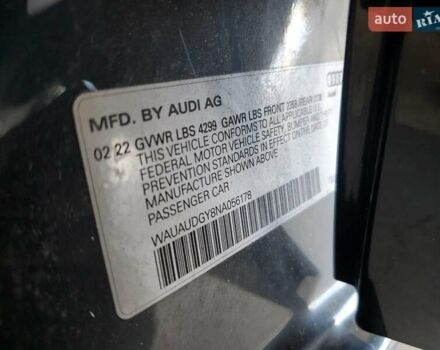 auto RIA
MFD. BY AUDI AG
02 22 GVWR LBS 4299 GAWR LBS FRONT
THIS VEHICLE CONFORMS TO ALL APPLICABLE U.S.
FEDERAL MOTOR VEHICLE SAFETY, BUMPER AND THEFT
PREVENTION STANDARDS IN EFFECT ON THE DATE OF
MANUFACTURE SHOWN ABOVE
PASSENGER CAR
WAUAUDGY8NA056178
Audi